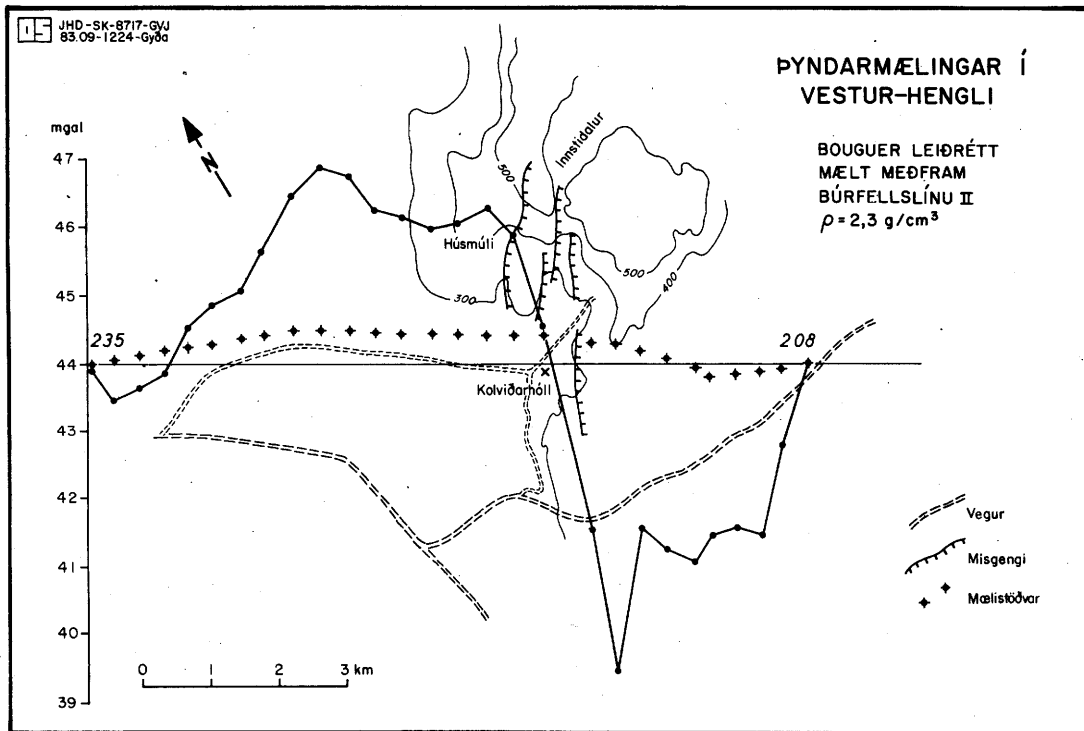 OS JHD-SK-8717-GVJ
83.09-1224-Gyða
ÞYNDARMÆLINGAR Í
VESTUR-HENGLI
BOUGUER LEIÐRÉTT
MÆLT MEÐFRAM
BÚRFELLSLÍNU II
ρ = 2,3 g/cm³
mgal
47
46
45
44
43
42
41
40
39
N
Innstidalur
500
500
400
300
Húsmúli
235
208
Kolviðarhóll
Vegur
Misgengi
Mælistöðvar
0 1 2 3 km